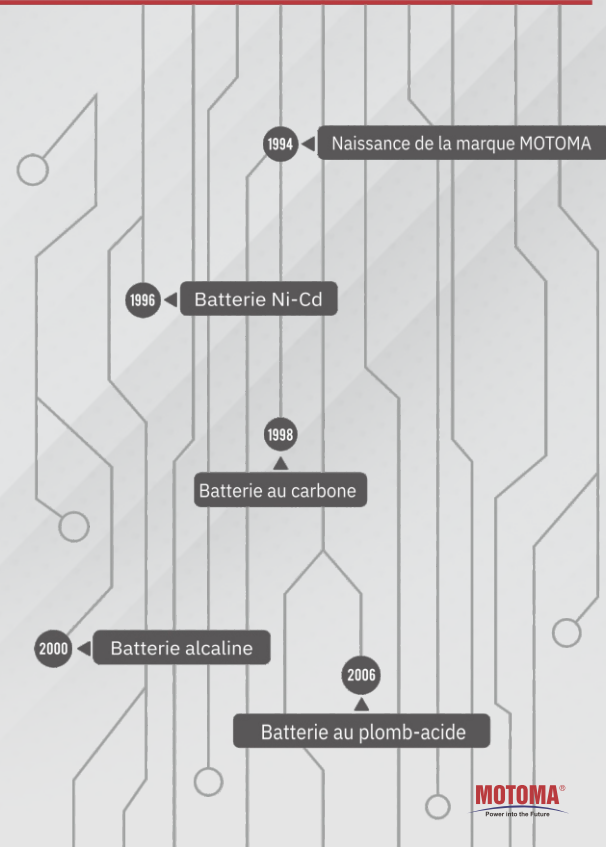 1994
Naissance de la marque MOTOMA
1996
Batterie Ni-Cd
1998
Batterie au carbone
2000
Batterie alcaline
2006
Batterie au plomb-acide
MOTOMA®
Power into the Future